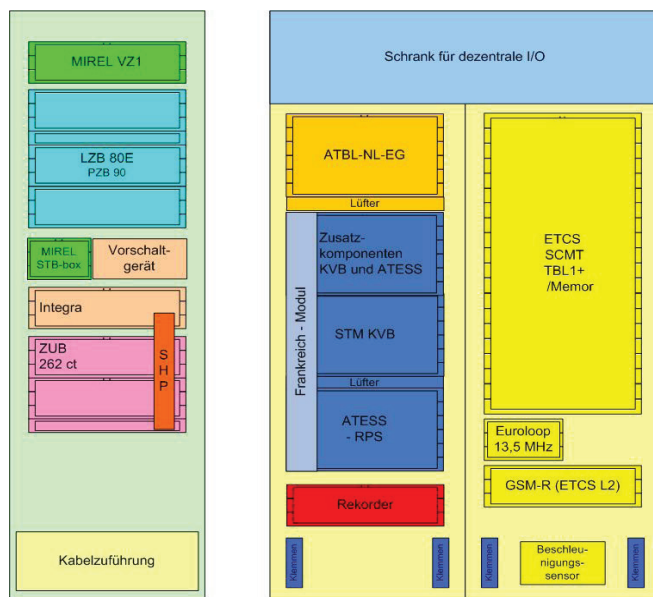 MIREL VZ1
LZB 80E
PZB 90
MIREL
STB-box
Vorschalt-
gerät
Integra
ZUB
262 ct
SHP
Kabelzuführung
Schrank für dezentrale I/O
ATBL-NL-EG
Lüfter
Frankreich - Modul
Zusatz-
komponenten
KVB und ATESS
STM KVB
Lüfter
ATESS
- RPS
Rekorder
Klemmen
Klemmen
ETCS
SCMT
TBL1+
/Memor
Euroloop
13,5 MHz
GSM-R (ETCS L2)
Klemmen
Beschleu-
nigungs-
sensor
Klemmen